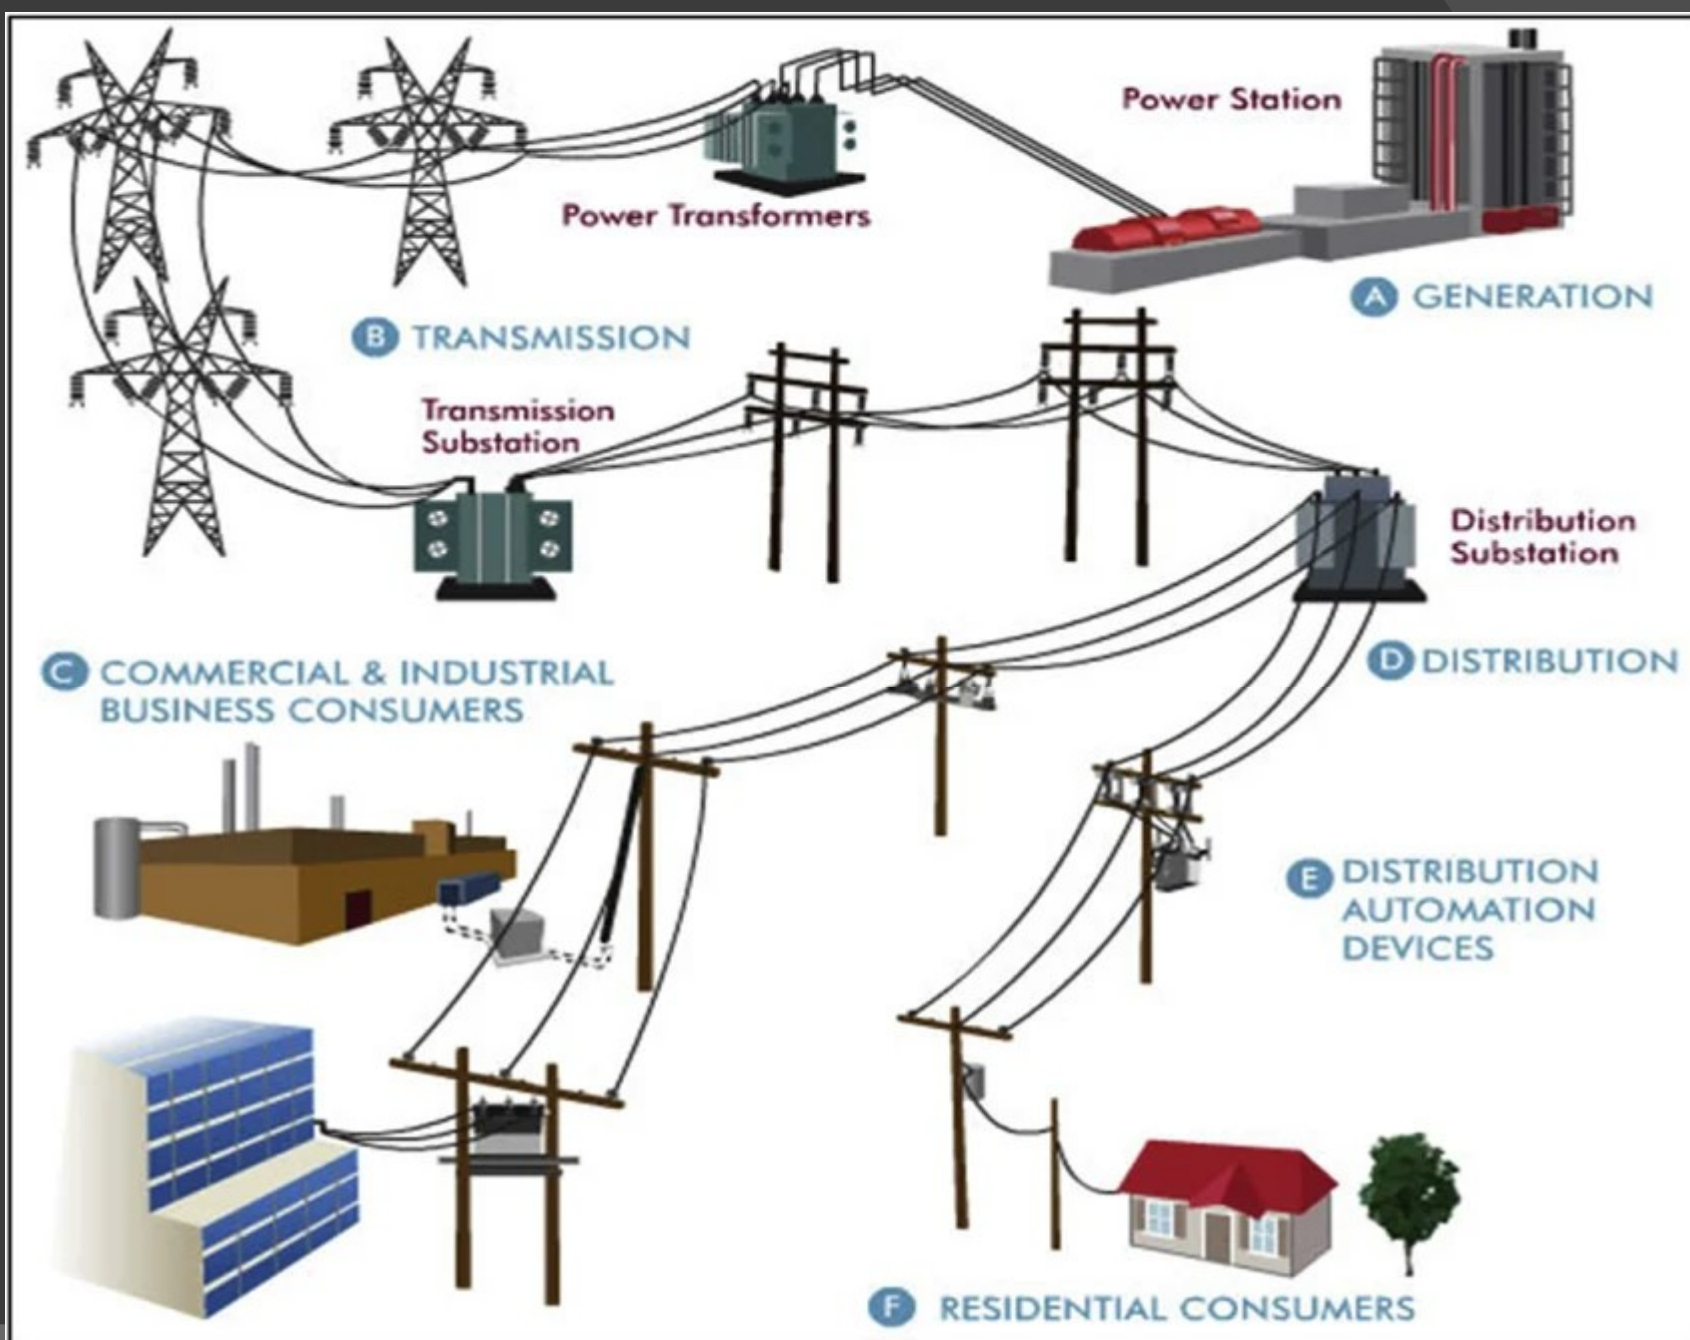 Power Station
Power Transformers
A GENERATION
B TRANSMISSION
Transmission
Substation
Distribution
Substation
C COMMERCIAL & INDUSTRIAL
BUSINESS CONSUMERS
D DISTRIBUTION
E DISTRIBUTION
AUTOMATION
DEVICES
F RESIDENTIAL CONSUMERS